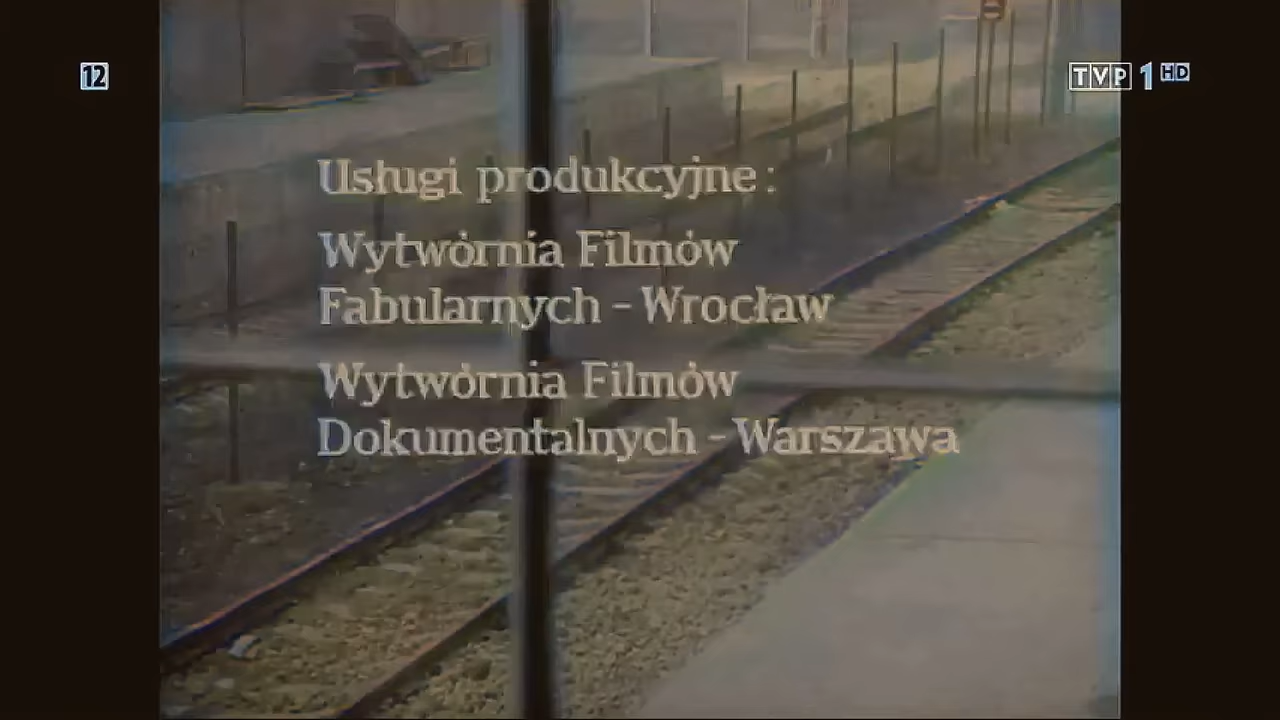 12
TVP 1 HD
Usługi produkcyjne:
Wytwórnia Filmów
Fabularnych - Wrocław
Wytwórnia Filmów
Dokumentalnych - Warszawa